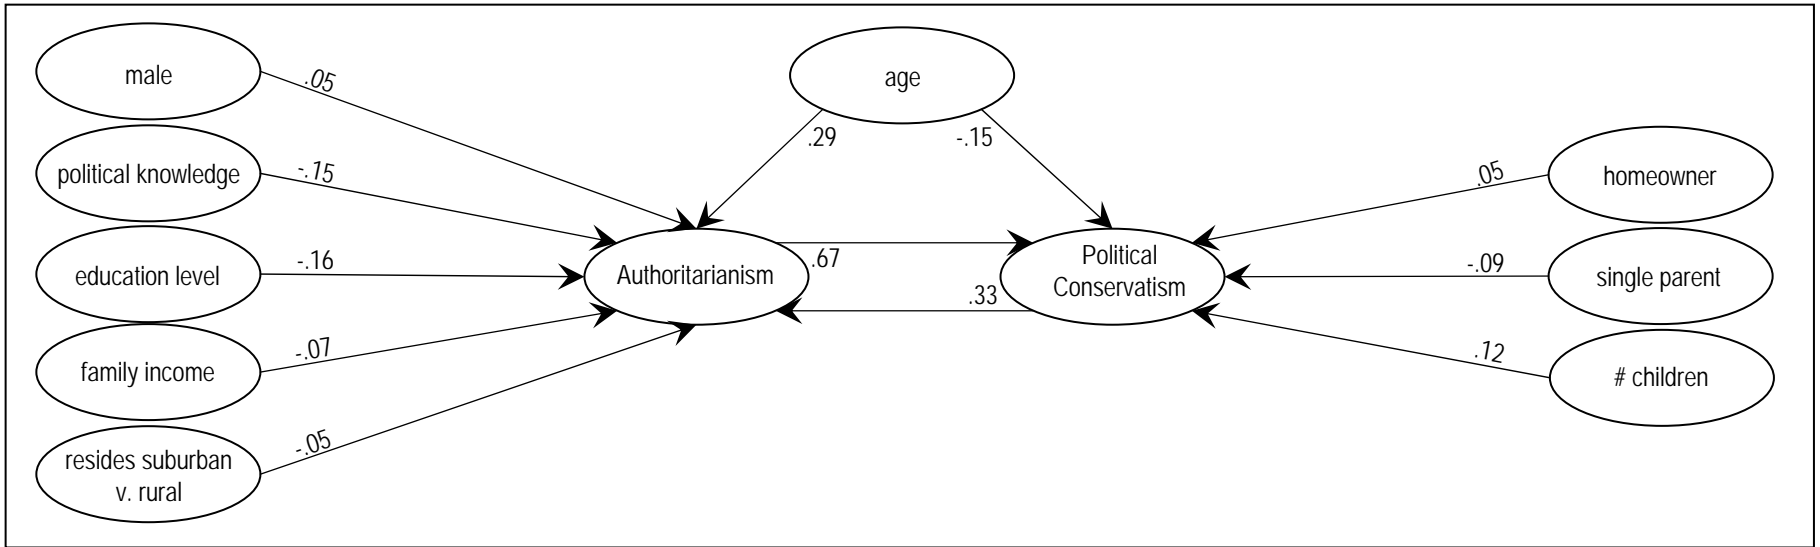 male
.05
political knowledge
-.15
education level
-.16
family income
-.07
resides suburban
v. rural
-.05
age
.29
-.15
Authoritarianism
.67
.33
Political
Conservatism
.05
homeowner
-.09
single parent
.12
# children